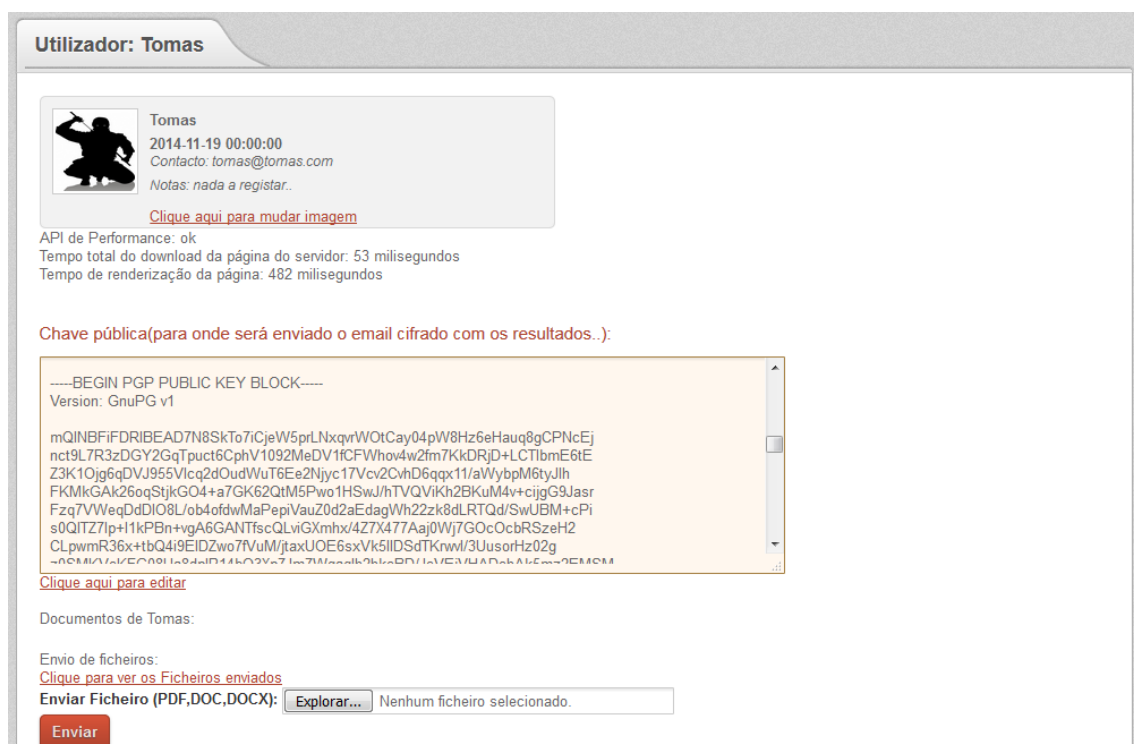 Utilizador: Tomas
Tomas
2014-11-19 00:00:00
Contacto: tomas@tomas.com
Notas: nada a registar..
Clique aqui para mudar imagem
API de Performance: ok
Tempo total do download da página do servidor: 53 milisegundos
Tempo de renderização da página: 482 milisegundos
Chave pública(para onde será enviado o email cifrado com os resultados..):
-----BEGIN PGP PUBLIC KEY BLOCK-----
Version: GnuPG v1
mQINBFiFDRIBEAD7N8SkTo7iCjeW5prLNxqvrWOtCay04pW8Hz6eHauq8gCPNcEj
nct9L7R3zDGY2GqTpuct6CphV1092MeDV1fCFWhov4w2fm7KkDRjD+LCTlbmE6tE
Z3K1Ojg6qDVJ955Vlcq2dOudWuT6Ee2Njyc17Vcv2CvhD6qqx11/aWybpM6tyJlh
FKMkGAk26oqStjkGO4+a7GK62QtM5Pwo1HSwJ/hTVQViKh2BKuM4v+cijgG9Jasr
Fzq7VWeqDdDIO8L/ob4ofdwMaPepiVauZ0d2aEdagWh22zk8dLRTQd/SwUBM+cPi
s0QlTZ7lp+I1kPBn+vgA6GANTfscQLviGXmhx/4Z7X477Aaj0Wj7GOcOcbRSzeH2
CLpwmR36x+tbQ4i9ElDZwo7fVuM/jtaxUOE6sxVk5llDSdTKrwvl/3UusorHz02g
Clique aqui para editar
Documentos de Tomas:
Envio de ficheiros:
Clique para ver os Ficheiros enviados
Enviar Ficheiro (PDF,DOC,DOCX): Explorar... Nenhum ficheiro selecionado.
Enviar